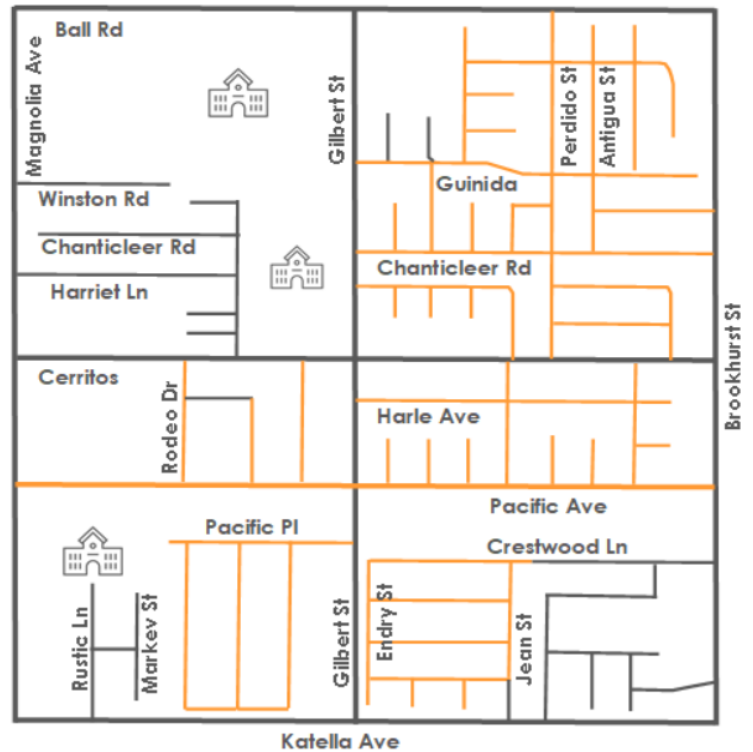 Ball Rd
Magnolia Ave
Gilbert St
Perdido St
Antigua St
Guinida
Winston Rd
Chanticleer Rd
Chanticleer Rd
Harriet Ln
Brookhurst St
Cerritos
Rodeo Dr
Harle Ave
Pacific Ave
Pacific Pl
Crestwood Ln
Rustic Ln
Markev St
Gilbert St
Endry St
Jean St
Katella Ave